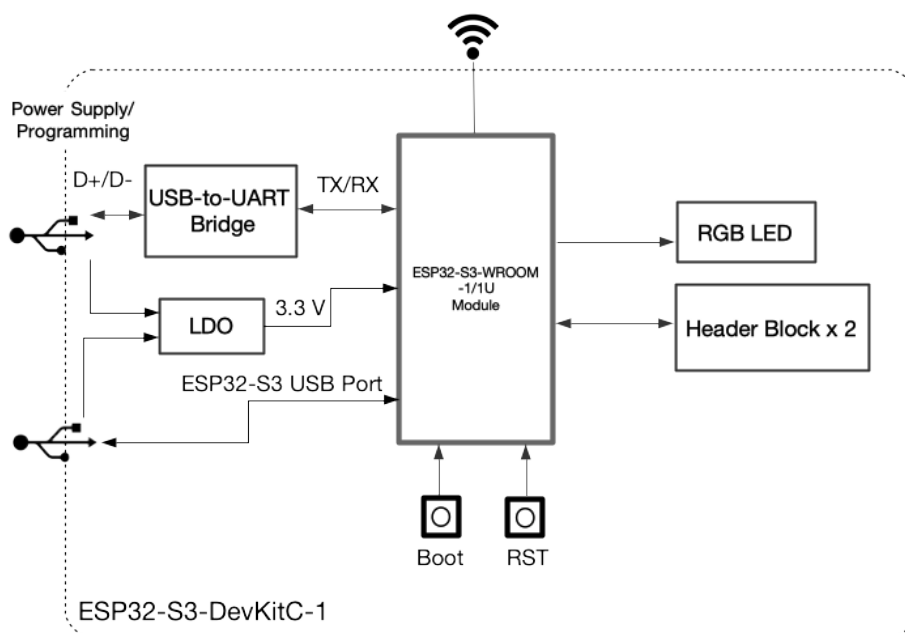 Power Supply/
Programming
D+/D-
USB-to-UART
Bridge
TX/RX
ESP32-S3-WROOM
-1/1U
Module
RGB LED
LDO
3.3 V
Header Block x 2
ESP32-S3 USB Port
Boot
RST
ESP32-S3-DevKitC-1